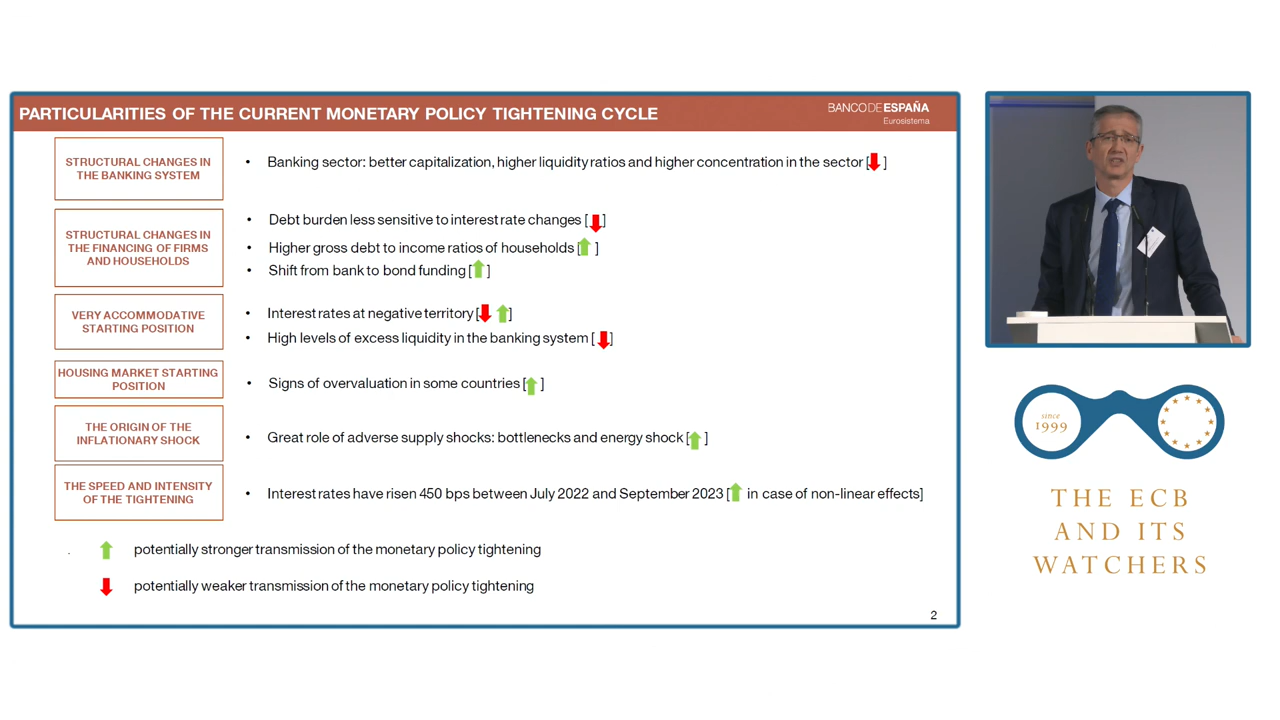 PARTICULARITIES OF THE CURRENT MONETARY POLICY TIGHTENING CYCLE
BANCO DE ESPAÑA
Eurosistema
STRUCTURAL CHANGES IN
THE BANKING SYSTEM
• Banking sector: better capitalization, higher liquidity ratios and higher concentration in the sector [⬇]
STRUCTURAL CHANGES IN
THE FINANCING OF FIRMS
AND HOUSEHOLDS
• Debt burden less sensitive to interest rate changes [⬇]
• Higher gross debt to income ratios of households [⬆]
• Shift from bank to bond funding [⬆]
VERY ACCOMMODATIVE
STARTING POSITION
• Interest rates at negative territory [⬇⬆]
• High levels of excess liquidity in the banking system [⬇]
HOUSING MARKET STARTING
POSITION
• Signs of overvaluation in some countries [⬆]
THE ORIGIN OF THE
INFLATIONARY SHOCK
• Great role of adverse supply shocks: bottlenecks and energy shock [⬆]
THE SPEED AND INTENSITY
OF THE TIGHTENING
• Interest rates have risen 450 bps between July 2022 and September 2023 [⬆ in case of non-linear effects]
. ⬆ potentially stronger transmission of the monetary policy tightening
⬇ potentially weaker transmission of the monetary policy tightening
2
since
1999
THE ECB
AND ITS
WATCHERS